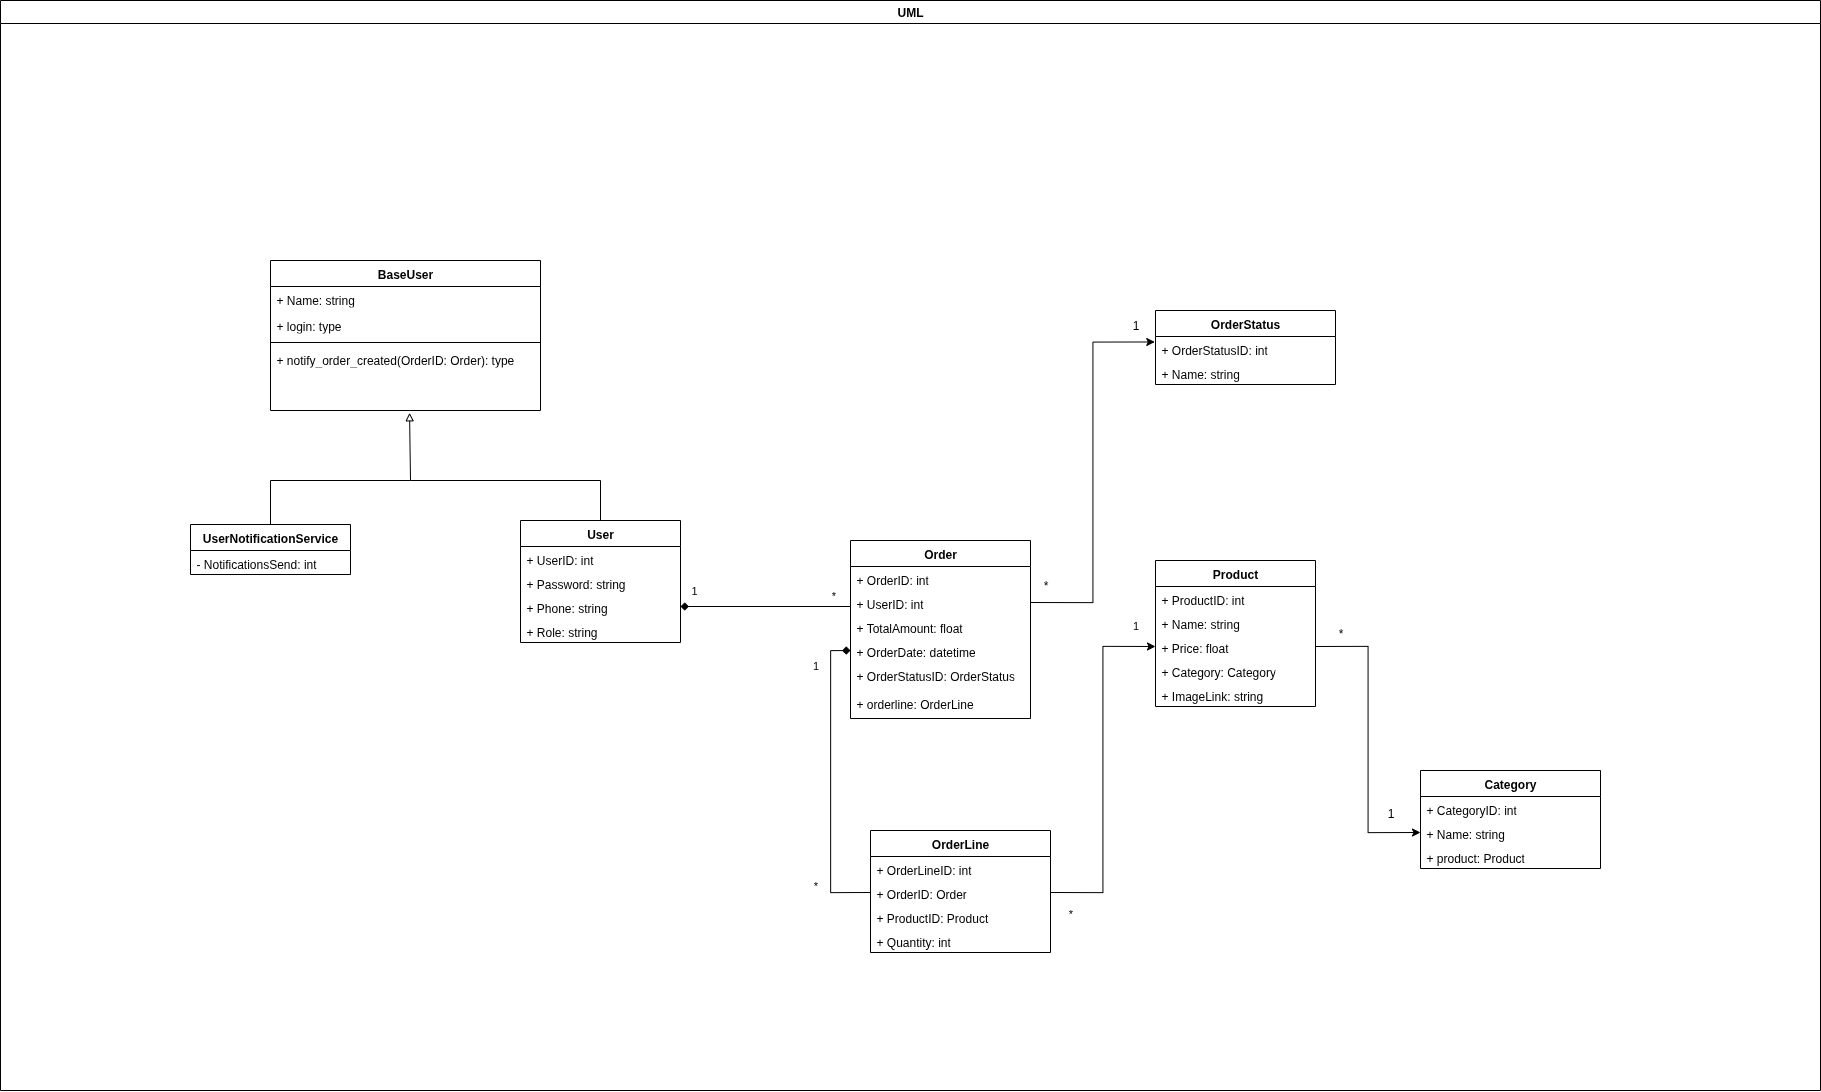 UML
BaseUser
+ Name: string
+ login: type
+ notify_order_created(OrderID: Order): type
UserNotificationService
- NotificationsSend: int
User
+ UserID: int
+ Password: string
+ Phone: string
+ Role: string
1
*
Order
+ OrderID: int
+ UserID: int
+ TotalAmount: float
+ OrderDate: datetime
+ OrderStatusID: OrderStatus
+ orderline: OrderLine
*
1
OrderStatus
+ OrderStatusID: int
+ Name: string
1
*
OrderLine
+ OrderLineID: int
+ OrderID: Order
+ ProductID: Product
+ Quantity: int
*
1
Product
+ ProductID: int
+ Name: string
+ Price: float
+ Category: Category
+ ImageLink: string
*
1
Category
+ CategoryID: int
+ Name: string
+ product: Product